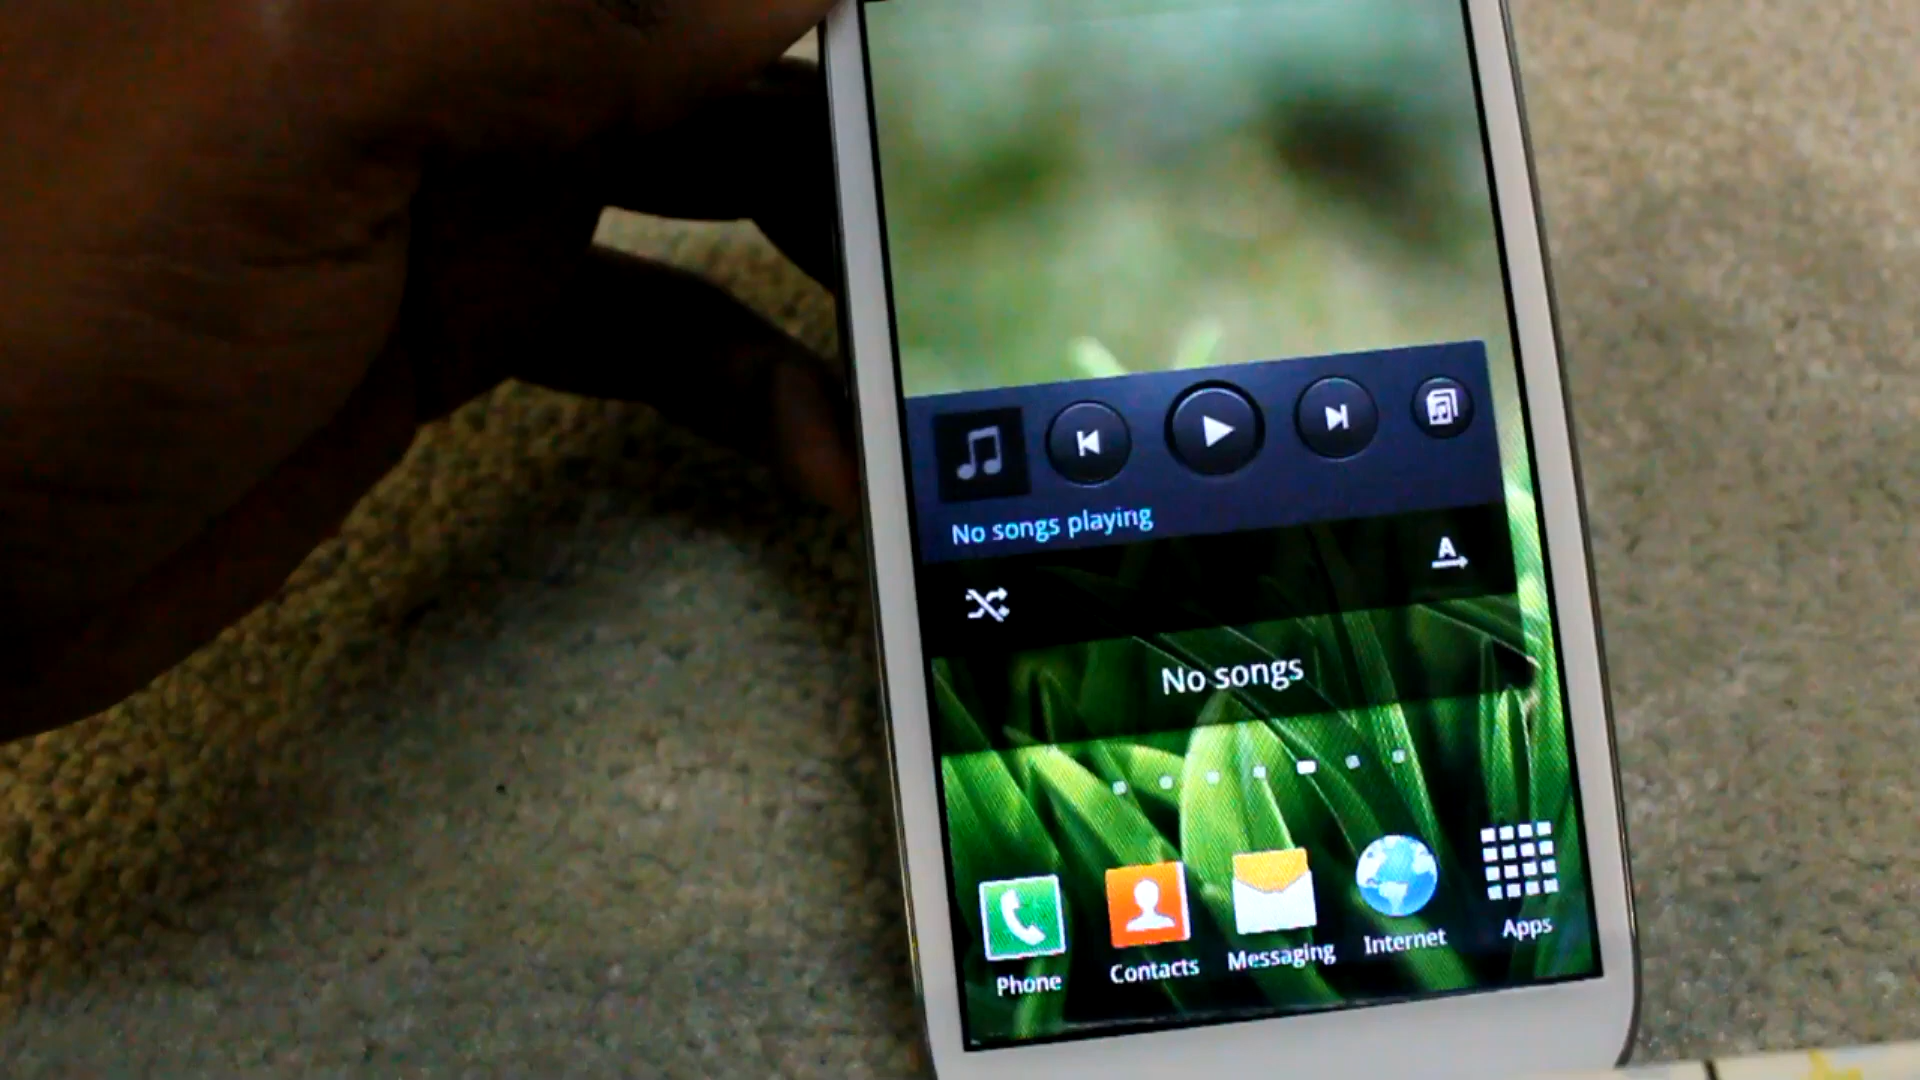 No songs playing
A
No songs
Phone
Contacts
Messaging
Internet
Apps